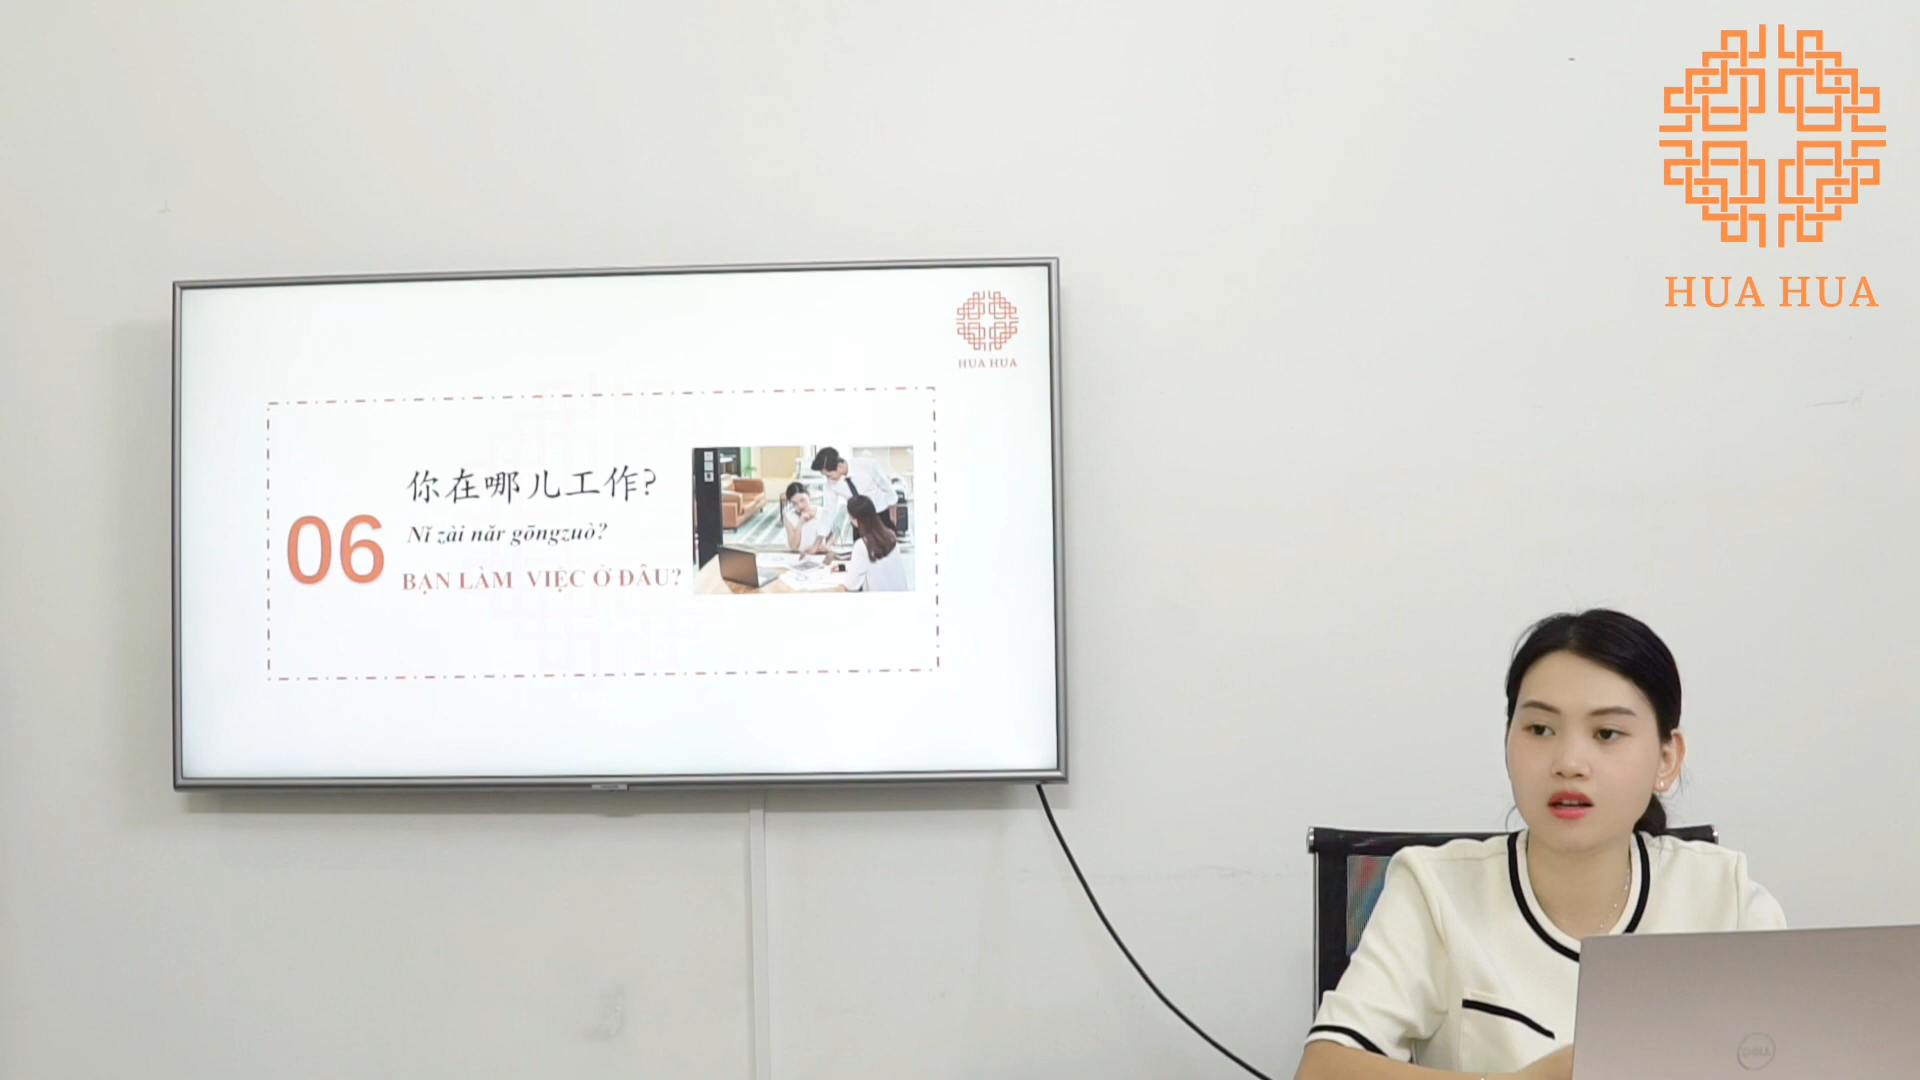 HUA HUA
HUA HUA
06
你在哪儿工作?
Nǐ zài nǎr gōngzuò?
BẠN LÀM VIỆC Ở ĐÂU?
DELL